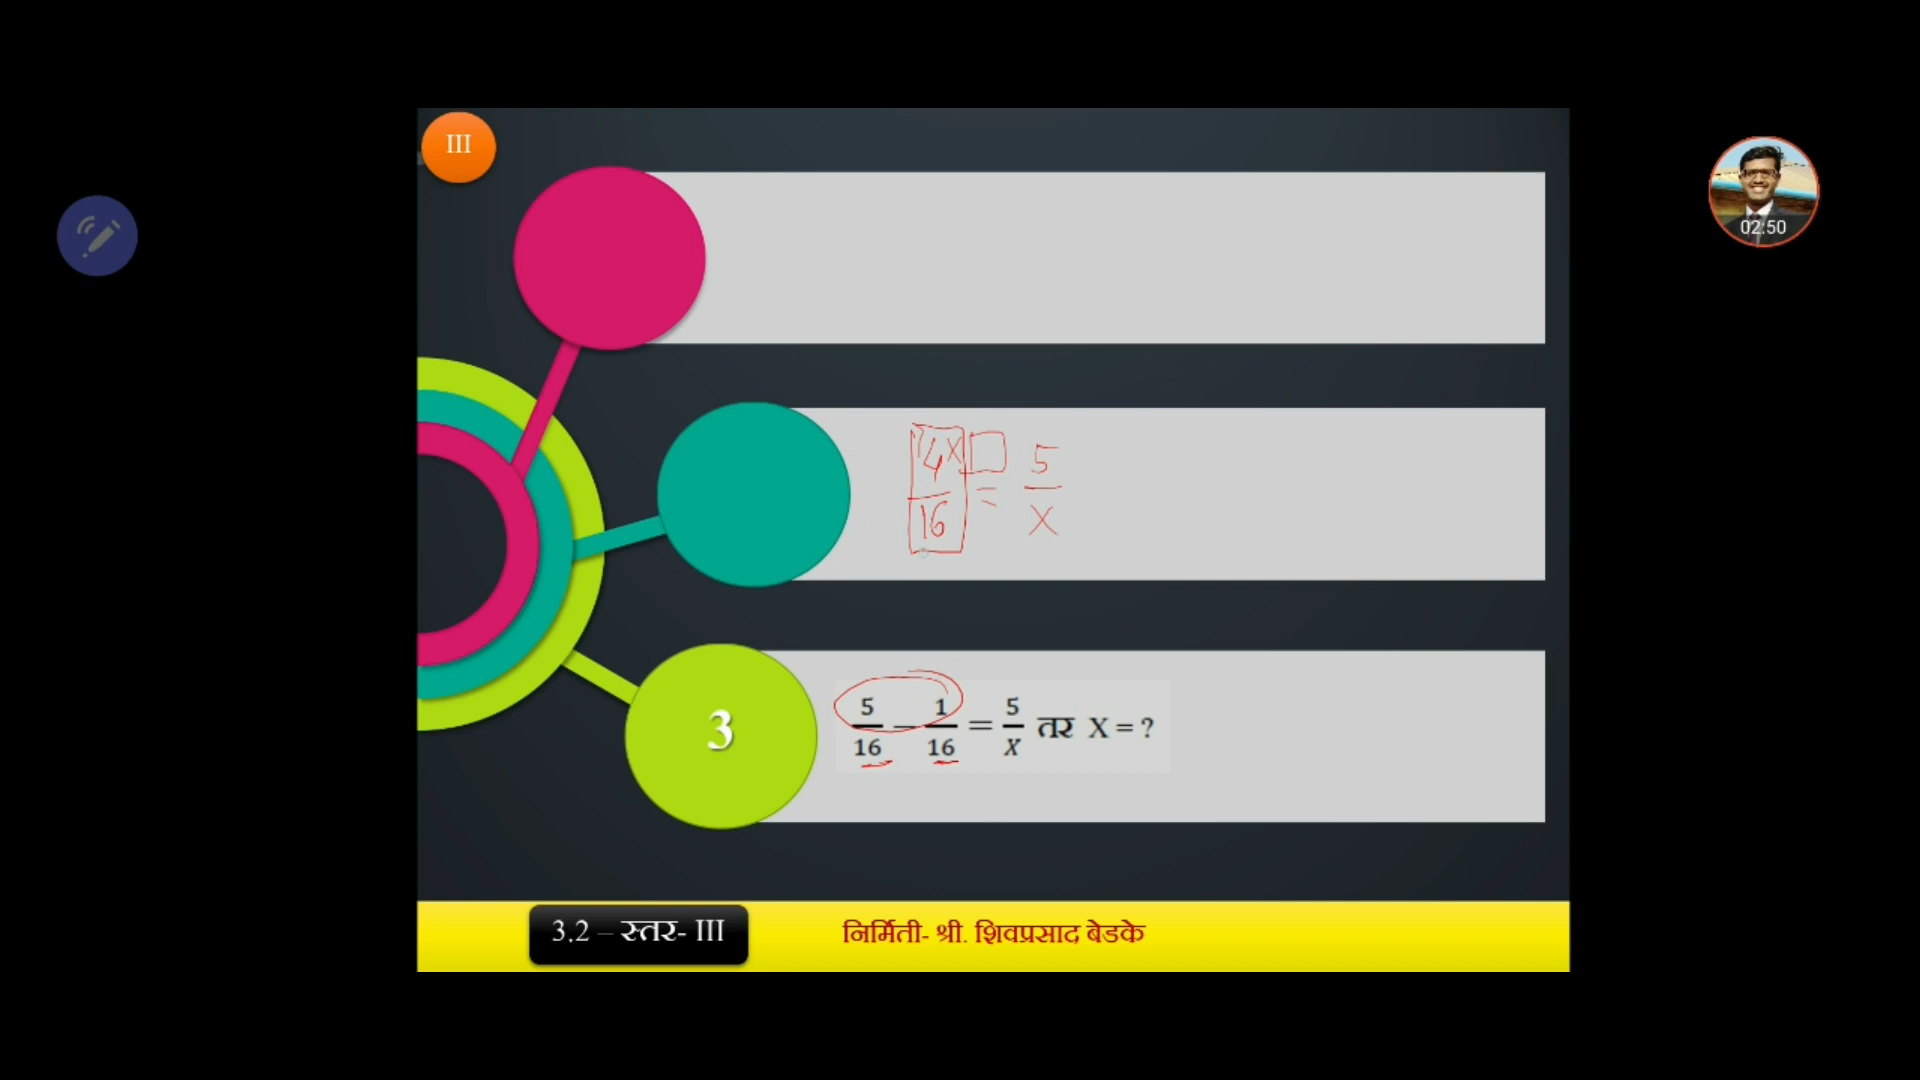 III
02:50
4x□/16 = 5/X
3
5/16 − 1/16 = 5/X तर X = ?
3.2 – स्तर- III
निर्मिती- श्री. शिवप्रसाद बेडके